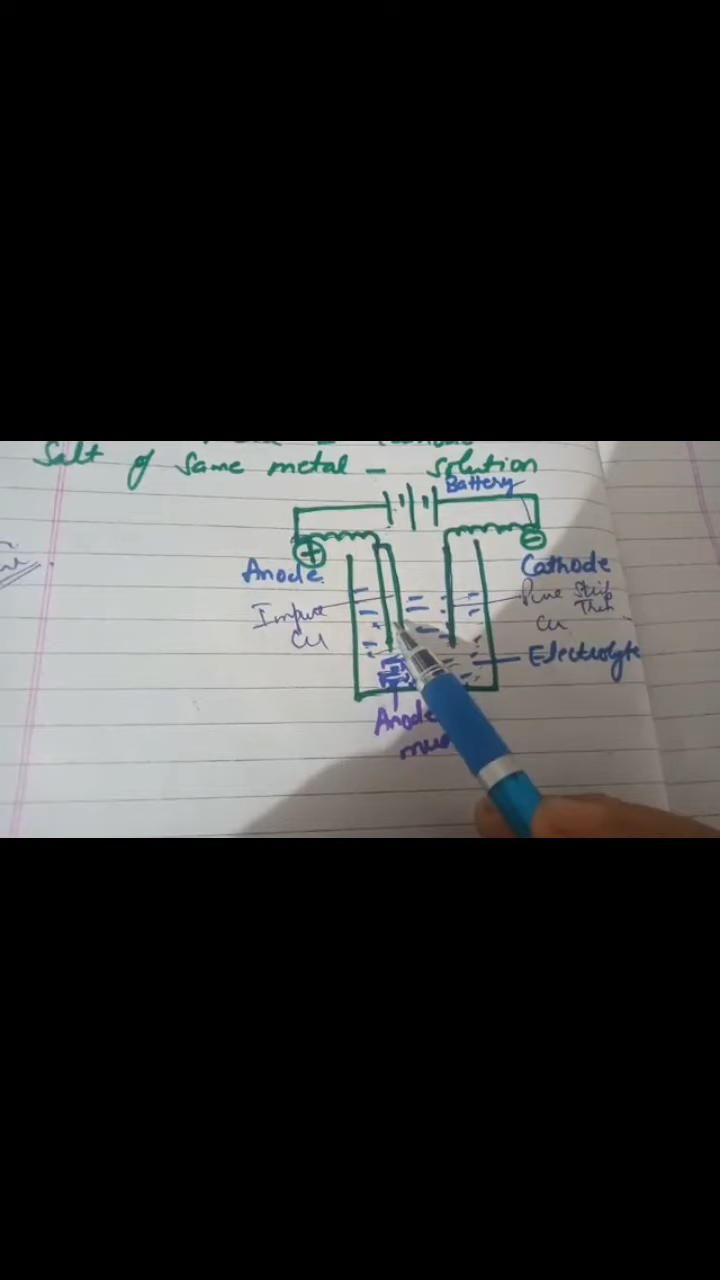 Salt of same metal - solution
Battery
+
-
Anode
Cathode
Impure
Cu
Pure Strip
Thin
Cu
Electrolyte
Anode